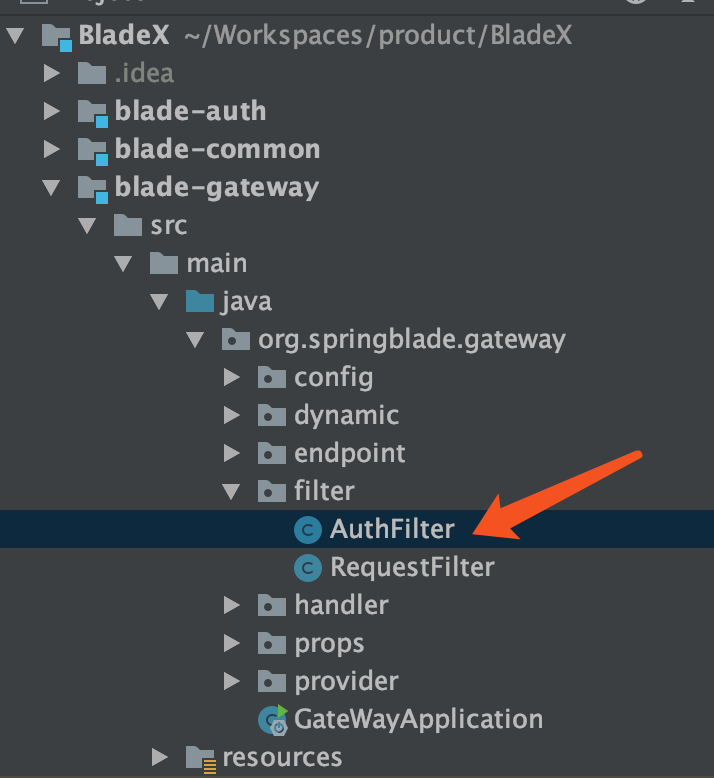 BladeX ~/Workspaces/product/BladeX
.idea
blade-auth
blade-common
blade-gateway
src
main
java
org.springblade.gateway
config
dynamic
endpoint
filter
AuthFilter
RequestFilter
handler
props
provider
GateWayApplication
resources